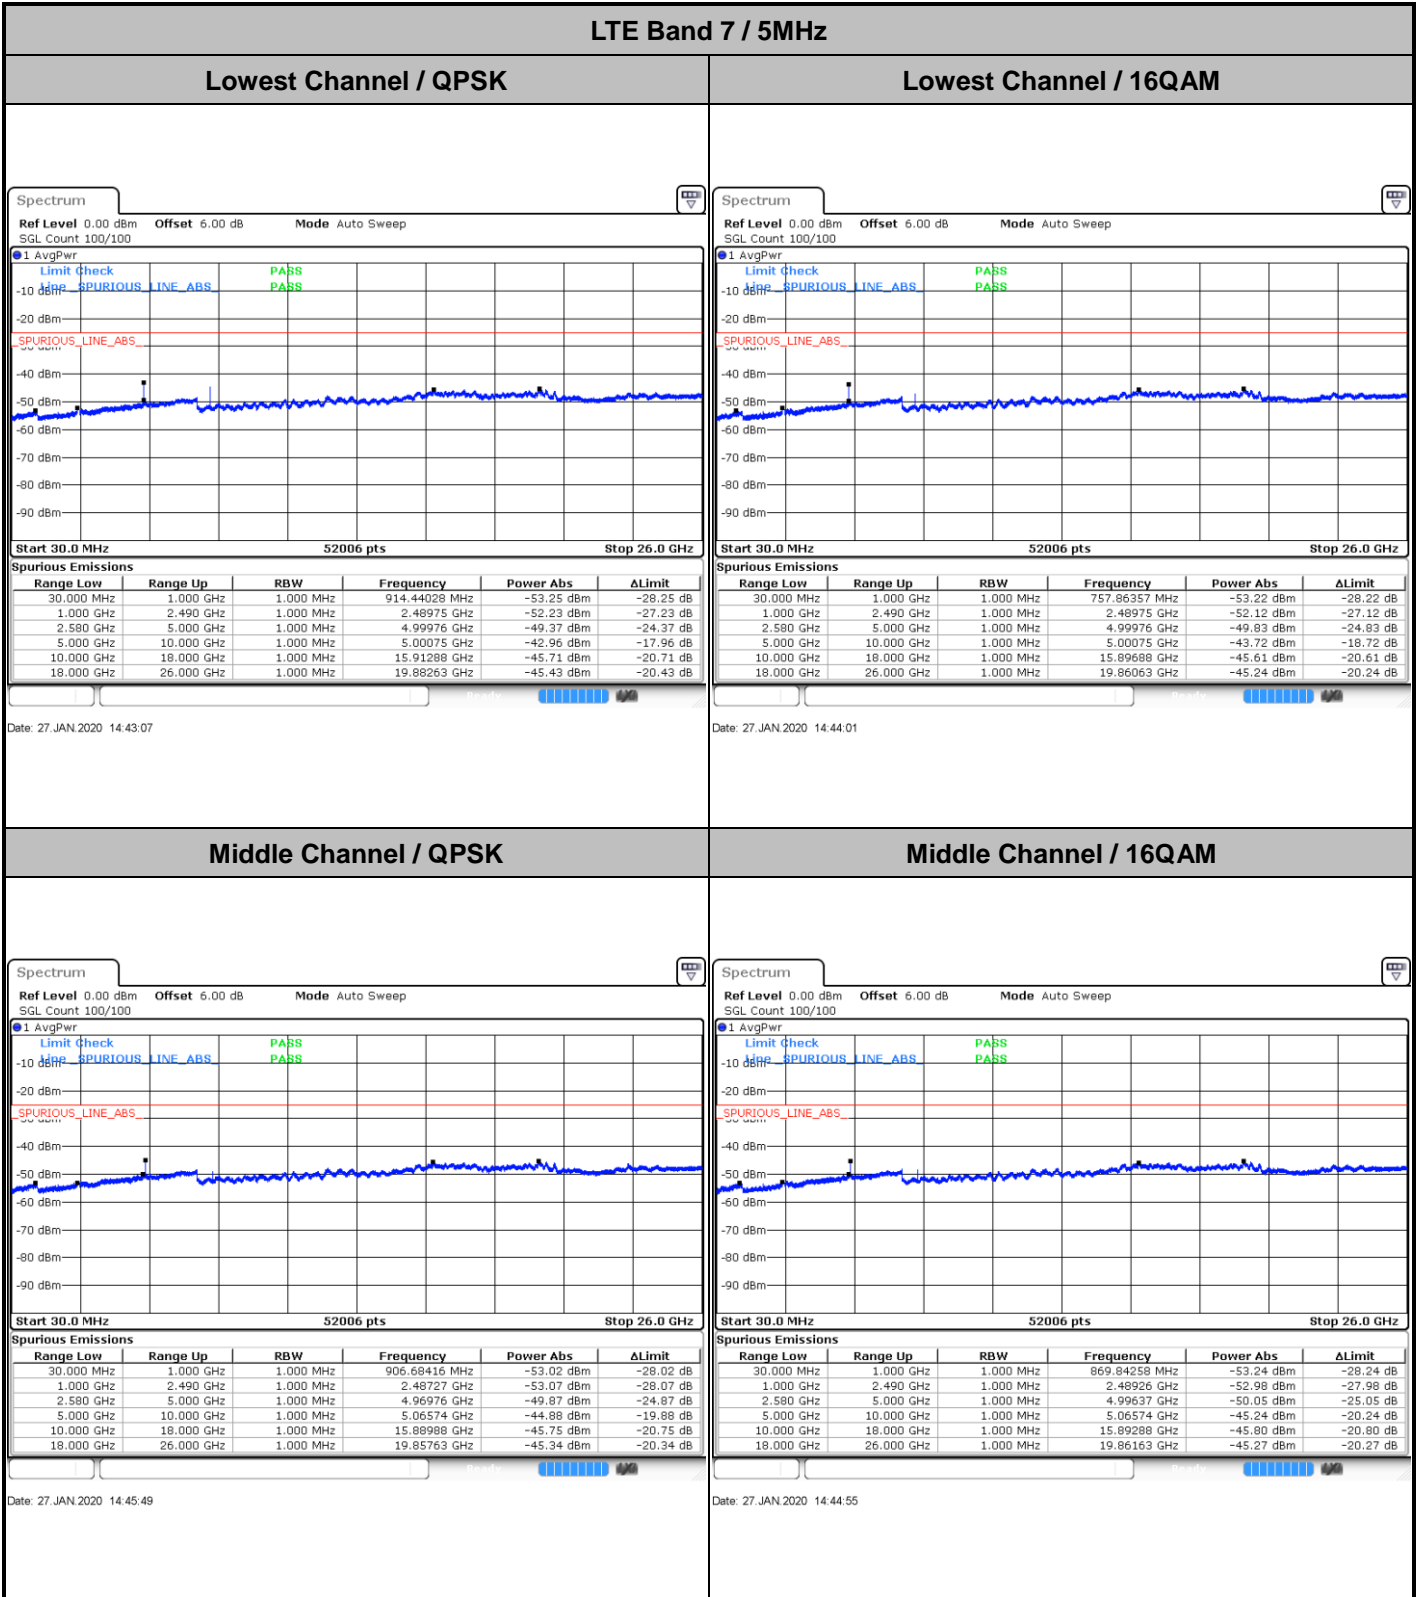 LTE Band 7 / 5MHz
Lowest Channel / QPSK
Lowest Channel / 16QAM
Spectrum
Ref Level 0.00 dBm Offset 6.00 dB Mode Auto Sweep
SGL Count 100/100
1 AvgPwr
Limit Check PASS
Line _SPURIOUS_LINE_ABS_ PASS
-10 dBm
-20 dBm
_SPURIOUS_LINE_ABS_
-30 dBm
-40 dBm
-50 dBm
-60 dBm
-70 dBm
-80 dBm
-90 dBm
Start 30.0 MHz 52006 pts Stop 26.0 GHz
Spurious Emissions
Range Low Range Up RBW Frequency Power Abs ΔLimit
30.000 MHz 1.000 GHz 1.000 MHz 914.44028 MHz -53.25 dBm -28.25 dB
1.000 GHz 2.490 GHz 1.000 MHz 2.48975 GHz -52.23 dBm -27.23 dB
2.580 GHz 5.000 GHz 1.000 MHz 4.99976 GHz -49.37 dBm -24.37 dB
5.000 GHz 10.000 GHz 1.000 MHz 5.00075 GHz -42.96 dBm -17.96 dB
10.000 GHz 18.000 GHz 1.000 MHz 15.91288 GHz -45.71 dBm -20.71 dB
18.000 GHz 26.000 GHz 1.000 MHz 19.88263 GHz -45.43 dBm -20.43 dB
Ready
Date: 27.JAN.2020 14:43:07
Spectrum
Ref Level 0.00 dBm Offset 6.00 dB Mode Auto Sweep
SGL Count 100/100
1 AvgPwr
Limit Check PASS
Line _SPURIOUS_LINE_ABS_ PASS
-10 dBm
-20 dBm
_SPURIOUS_LINE_ABS_
-30 dBm
-40 dBm
-50 dBm
-60 dBm
-70 dBm
-80 dBm
-90 dBm
Start 30.0 MHz 52006 pts Stop 26.0 GHz
Spurious Emissions
Range Low Range Up RBW Frequency Power Abs ΔLimit
30.000 MHz 1.000 GHz 1.000 MHz 757.86357 MHz -53.22 dBm -28.22 dB
1.000 GHz 2.490 GHz 1.000 MHz 2.48975 GHz -52.12 dBm -27.12 dB
2.580 GHz 5.000 GHz 1.000 MHz 4.99976 GHz -49.83 dBm -24.83 dB
5.000 GHz 10.000 GHz 1.000 MHz 5.00075 GHz -43.72 dBm -18.72 dB
10.000 GHz 18.000 GHz 1.000 MHz 15.89688 GHz -45.61 dBm -20.61 dB
18.000 GHz 26.000 GHz 1.000 MHz 19.86063 GHz -45.24 dBm -20.24 dB
Ready
Date: 27.JAN.2020 14:44:01
Middle Channel / QPSK
Middle Channel / 16QAM
Spectrum
Ref Level 0.00 dBm Offset 6.00 dB Mode Auto Sweep
SGL Count 100/100
1 AvgPwr
Limit Check PASS
Line _SPURIOUS_LINE_ABS_ PASS
-10 dBm
-20 dBm
_SPURIOUS_LINE_ABS_
-30 dBm
-40 dBm
-50 dBm
-60 dBm
-70 dBm
-80 dBm
-90 dBm
Start 30.0 MHz 52006 pts Stop 26.0 GHz
Spurious Emissions
Range Low Range Up RBW Frequency Power Abs ΔLimit
30.000 MHz 1.000 GHz 1.000 MHz 906.68416 MHz -53.02 dBm -28.02 dB
1.000 GHz 2.490 GHz 1.000 MHz 2.48727 GHz -53.07 dBm -28.07 dB
2.580 GHz 5.000 GHz 1.000 MHz 4.96976 GHz -49.87 dBm -24.87 dB
5.000 GHz 10.000 GHz 1.000 MHz 5.06574 GHz -44.88 dBm -19.88 dB
10.000 GHz 18.000 GHz 1.000 MHz 15.88988 GHz -45.75 dBm -20.75 dB
18.000 GHz 26.000 GHz 1.000 MHz 19.85763 GHz -45.34 dBm -20.34 dB
Ready
Date: 27.JAN.2020 14:45:49
Spectrum
Ref Level 0.00 dBm Offset 6.00 dB Mode Auto Sweep
SGL Count 100/100
1 AvgPwr
Limit Check PASS
Line _SPURIOUS_LINE_ABS_ PASS
-10 dBm
-20 dBm
_SPURIOUS_LINE_ABS_
-30 dBm
-40 dBm
-50 dBm
-60 dBm
-70 dBm
-80 dBm
-90 dBm
Start 30.0 MHz 52006 pts Stop 26.0 GHz
Spurious Emissions
Range Low Range Up RBW Frequency Power Abs ΔLimit
30.000 MHz 1.000 GHz 1.000 MHz 869.84258 MHz -53.24 dBm -28.24 dB
1.000 GHz 2.490 GHz 1.000 MHz 2.48926 GHz -52.98 dBm -27.98 dB
2.580 GHz 5.000 GHz 1.000 MHz 4.99637 GHz -50.05 dBm -25.05 dB
5.000 GHz 10.000 GHz 1.000 MHz 5.06574 GHz -45.24 dBm -20.24 dB
10.000 GHz 18.000 GHz 1.000 MHz 15.89288 GHz -45.80 dBm -20.80 dB
18.000 GHz 26.000 GHz 1.000 MHz 19.86163 GHz -45.27 dBm -20.27 dB
Ready
Date: 27.JAN.2020 14:44:55